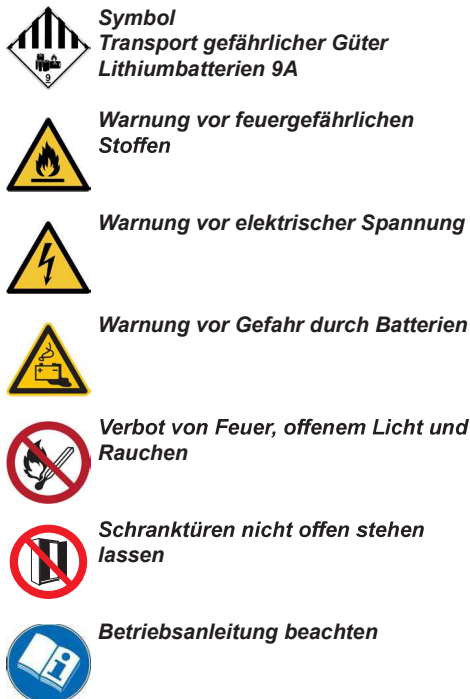 Symbol
Transport gefährlicher Güter
Lithiumbatterien 9A
9
Warnung vor feuergefährlichen
Stoffen
Warnung vor elektrischer Spannung
Warnung vor Gefahr durch Batterien
Verbot von Feuer, offenem Licht und
Rauchen
Schranktüren nicht offen stehen
lassen
Betriebsanleitung beachten